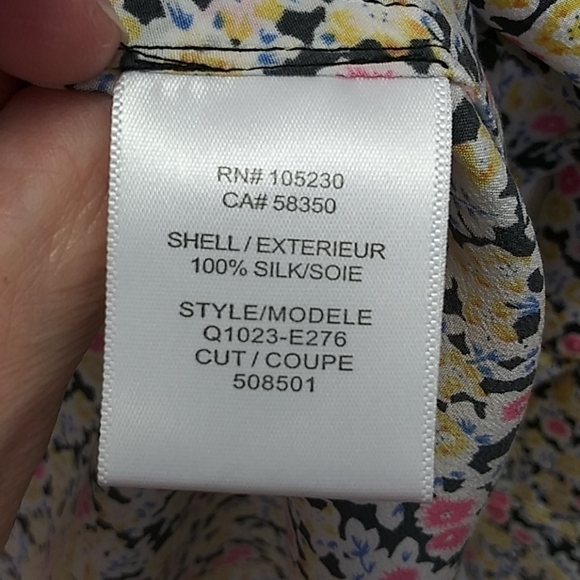 RN# 105230
CA# 58350
SHELL / EXTERIEUR
100% SILK/SOIE
STYLE/MODELE
Q1023-E276
CUT / COUPE
508501